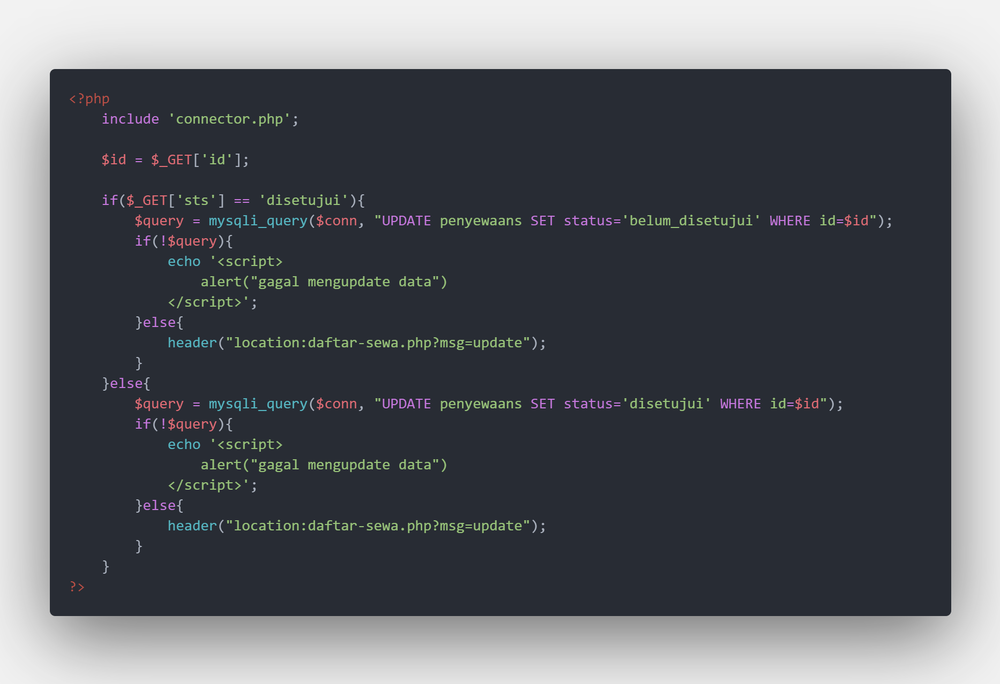 <?php
    include 'connector.php';

    $id = $_GET['id'];

    if($_GET['sts'] == 'disetujui'){
        $query = mysqli_query($conn, "UPDATE penyewaans SET status='belum_disetujui' WHERE id=$id");
        if(!$query){
            echo '<script>
                alert("gagal mengupdate data")
            </script>';
        }else{
            header("location:daftar-sewa.php?msg=update");
        }
    }else{
        $query = mysqli_query($conn, "UPDATE penyewaans SET status='disetujui' WHERE id=$id");
        if(!$query){
            echo '<script>
                alert("gagal mengupdate data")
            </script>';
        }else{
            header("location:daftar-sewa.php?msg=update");
        }
    }
?>